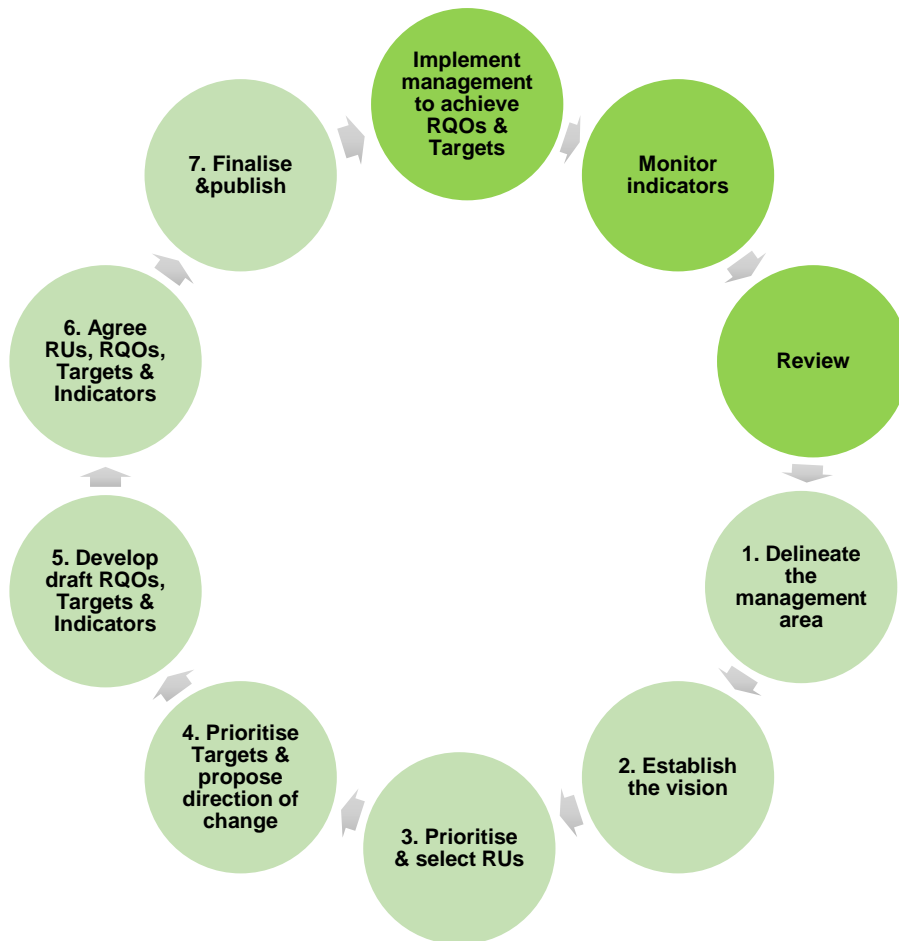 Implement
management
to achieve
RQOs &
Targets
Monitor
indicators
Review
1. Delineate
the
management
area
2. Establish
the vision
3. Prioritise
& select RUs
4. Prioritise
Targets &
propose
direction of
change
5. Develop
draft RQOs,
Targets &
Indicators
6. Agree
RUs, RQOs,
Targets &
Indicators
7. Finalise
&publish